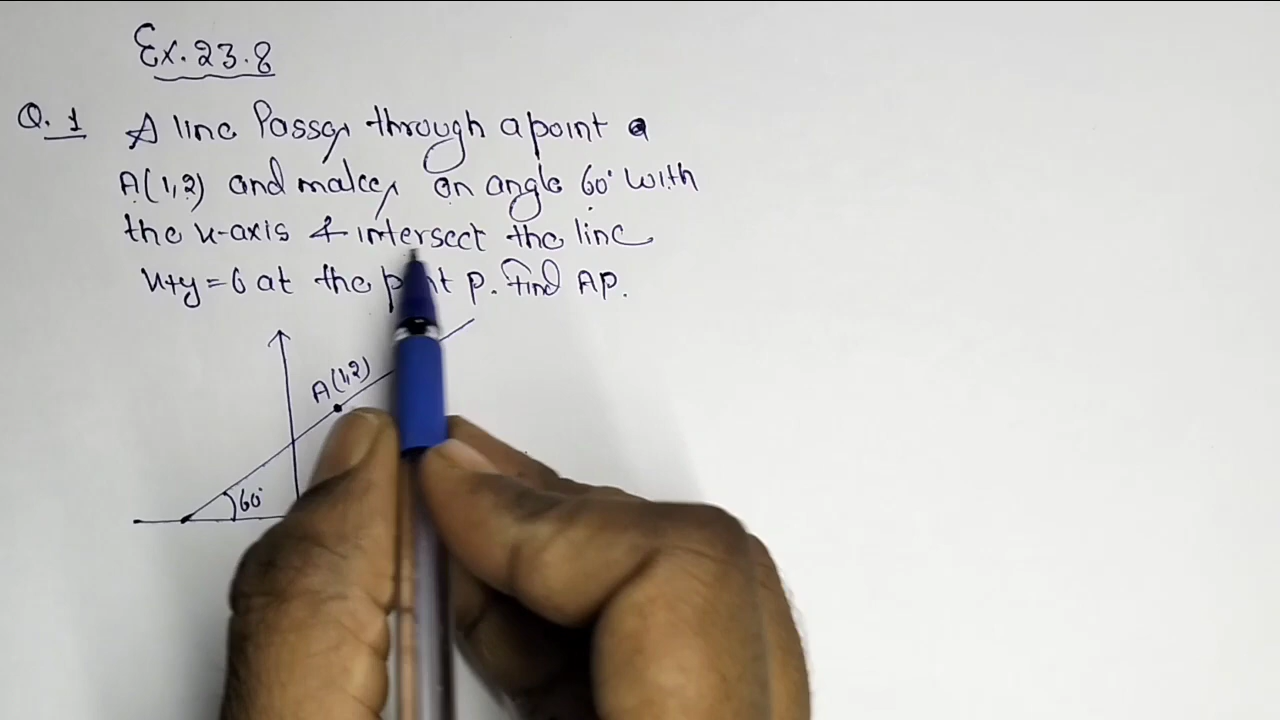 Ex. 23.8
Q. 1 A line Passes through a point
A(1,2) and makes an angle 60° with
the x-axis & intersect the line
x+y=6 at the point P. Find AP.
A(1,2)
60°